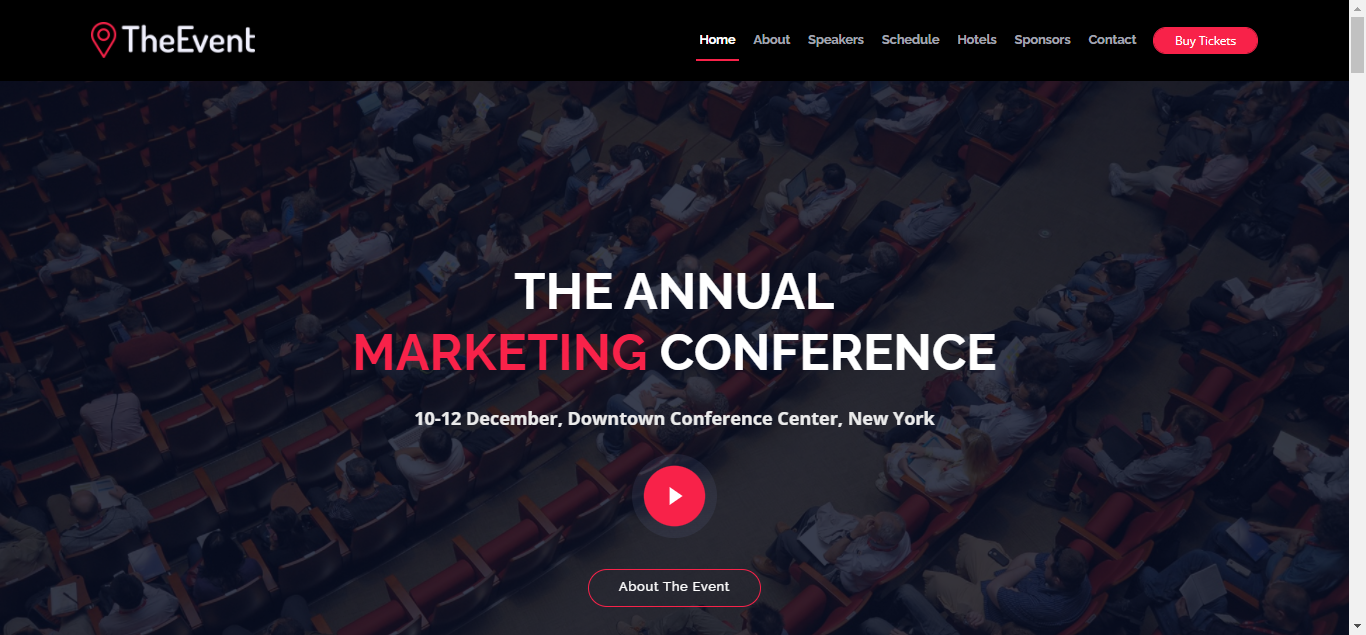 TheEvent
Home About Speakers Schedule Hotels Sponsors Contact Buy Tickets
THE ANNUAL
MARKETING CONFERENCE
10-12 December, Downtown Conference Center, New York
About The Event